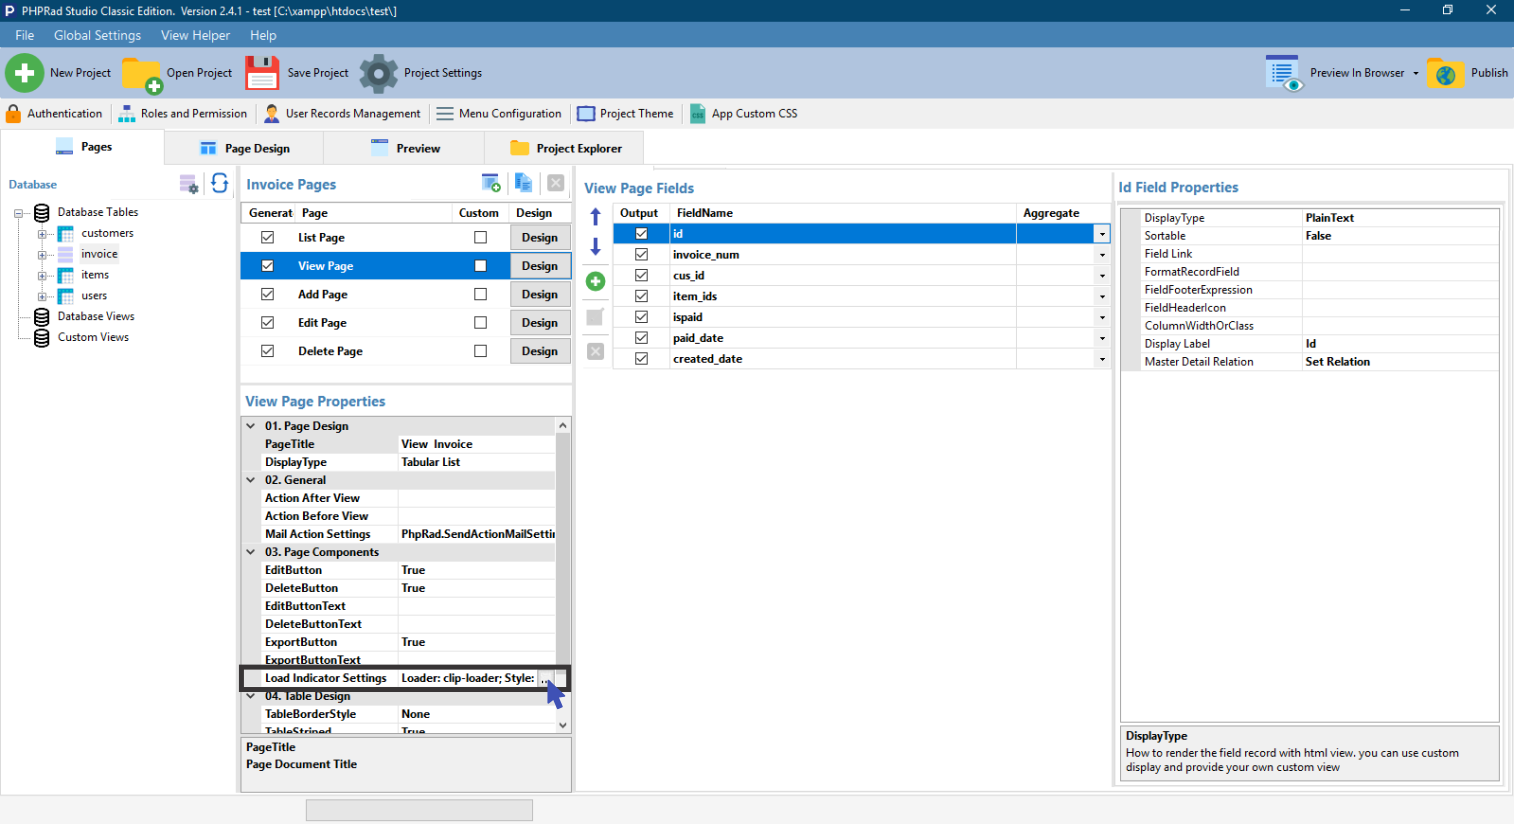 PHPRad Studio Classic Edition.  Version 2.4.1 - test [C:\xampp\htdocs\test\]
File Global Settings View Helper Help
New Project Open Project Save Project Project Settings Preview In Browser Publish
Authentication Roles and Permission User Records Management Menu Configuration Project Theme App Custom CSS
Pages Page Design Preview Project Explorer
Database
Database Tables
customers
invoice
items
users
Database Views
Custom Views
Invoice Pages
Generat Page Custom Design
List Page Design
View Page Design
Add Page Design
Edit Page Design
Delete Page Design
View Page Properties
01. Page Design
PageTitle View  Invoice
DisplayType Tabular List
02. General
Action After View
Action Before View
Mail Action Settings PhpRad.SendActionMailSettin
03. Page Components
EditButton True
DeleteButton True
EditButtonText
DeleteButtonText
ExportButton True
ExportButtonText
Load Indicator Settings Loader: clip-loader; Style: ...
04. Table Design
TableBorderStyle None
TableStriped True
PageTitle
Page Document Title
View Page Fields
Output FieldName Aggregate
id
invoice_num
cus_id
item_ids
ispaid
paid_date
created_date
Id Field Properties
DisplayType PlainText
Sortable False
Field Link
FormatRecordField
FieldFooterExpression
FieldHeaderIcon
ColumnWidthOrClass
Display Label Id
Master Detail Relation Set Relation
DisplayType
How to render the field record with html view. you can use custom
display and provide your own custom view